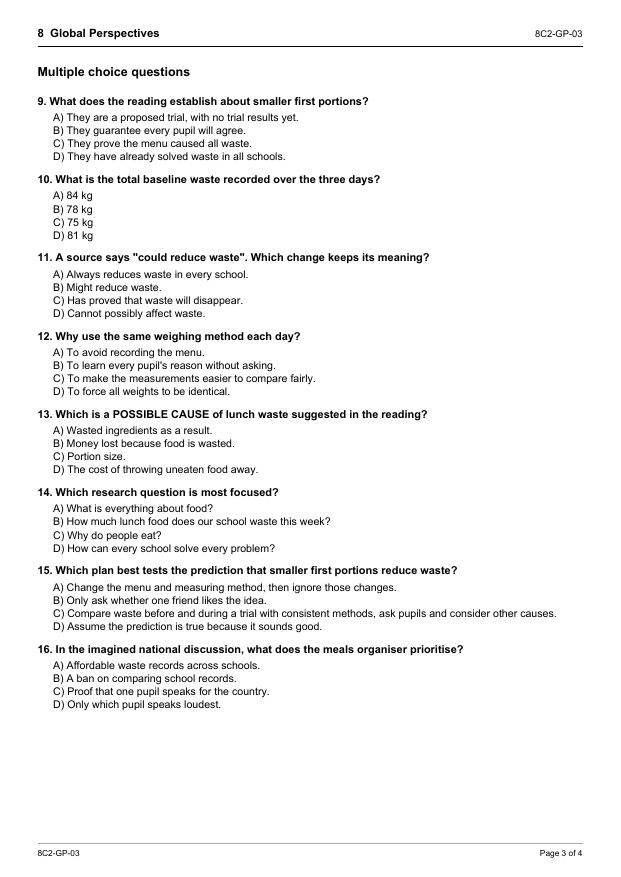 8 Global Perspectives
8C2-GP-03
Multiple choice questions
9. What does the reading establish about smaller first portions?
A) They are a proposed trial, with no trial results yet.
B) They guarantee every pupil will agree.
C) They prove the menu caused all waste.
D) They have already solved waste in all schools.
10. What is the total baseline waste recorded over the three days?
A) 84 kg
B) 78 kg
C) 75 kg
D) 81 kg
11. A source says "could reduce waste". Which change keeps its meaning?
A) Always reduces waste in every school.
B) Might reduce waste.
C) Has proved that waste will disappear.
D) Cannot possibly affect waste.
12. Why use the same weighing method each day?
A) To avoid recording the menu.
B) To learn every pupil's reason without asking.
C) To make the measurements easier to compare fairly.
D) To force all weights to be identical.
13. Which is a POSSIBLE CAUSE of lunch waste suggested in the reading?
A) Wasted ingredients as a result.
B) Money lost because food is wasted.
C) Portion size.
D) The cost of throwing uneaten food away.
14. Which research question is most focused?
A) What is everything about food?
B) How much lunch food does our school waste this week?
C) Why do people eat?
D) How can every school solve every problem?
15. Which plan best tests the prediction that smaller first portions reduce waste?
A) Change the menu and measuring method, then ignore those changes.
B) Only ask whether one friend likes the idea.
C) Compare waste before and during a trial with consistent methods, ask pupils and consider other causes.
D) Assume the prediction is true because it sounds good.
16. In the imagined national discussion, what does the meals organiser prioritise?
A) Affordable waste records across schools.
B) A ban on comparing school records.
C) Proof that one pupil speaks for the country.
D) Only which pupil speaks loudest.
8C2-GP-03
Page 3 of 4